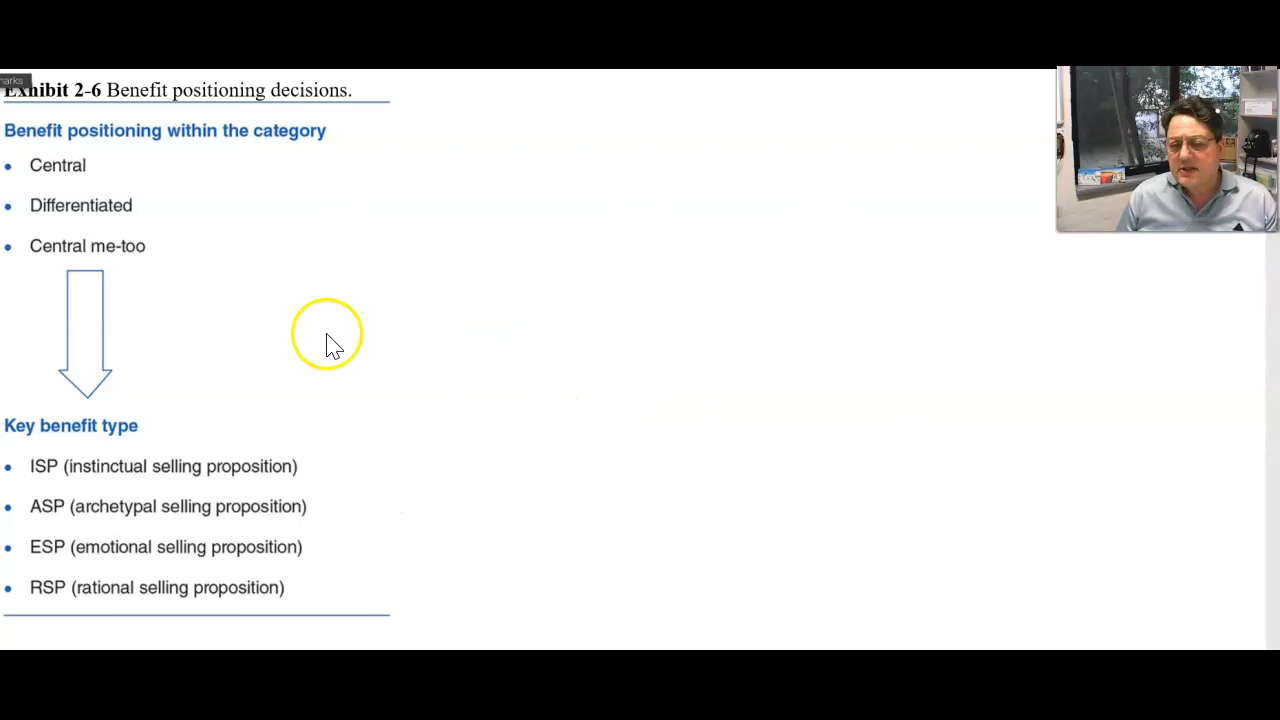 marks
Exhibit 2-6 Benefit positioning decisions.
Benefit positioning within the category
• Central
• Differentiated
• Central me-too
Key benefit type
• ISP (instinctual selling proposition)
• ASP (archetypal selling proposition)
• ESP (emotional selling proposition)
• RSP (rational selling proposition)